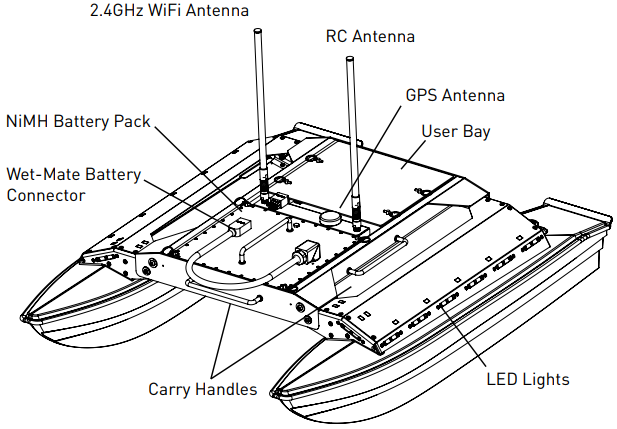 2.4GHz WiFi Antenna
RC Antenna
GPS Antenna
NiMH Battery Pack
User Bay
Wet-Mate Battery
Connector
Carry Handles
LED Lights